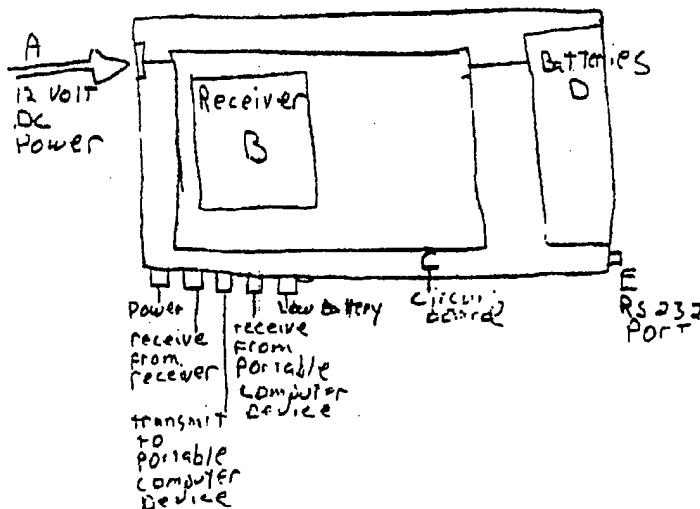 A
12 VOLT
DC
Power
Receiver
B
Batteries
D
Power
receive
from
receiver
transmit
to
Portable
computer
Device
receive
from
Portable
computer
Device
Low Battery
C
circuit
board
E
RS 232
Port